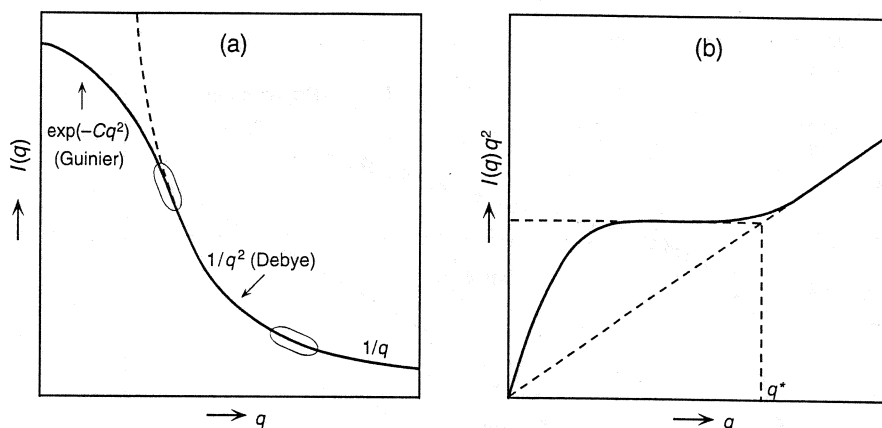 (a)
exp(−Cq²)
(Guinier)
I(q)
1/q² (Debye)
1/q
q
(b)
I(q)q²
q*
q